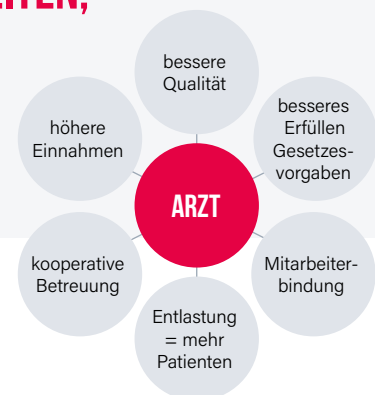 bessere
Qualität
besseres
Erfüllen
Gesetzes-
vorgaben
höhere
Einnahmen
ARZT
kooperative
Betreuung
Mitarbeiter-
bindung
Entlastung
= mehr
Patienten